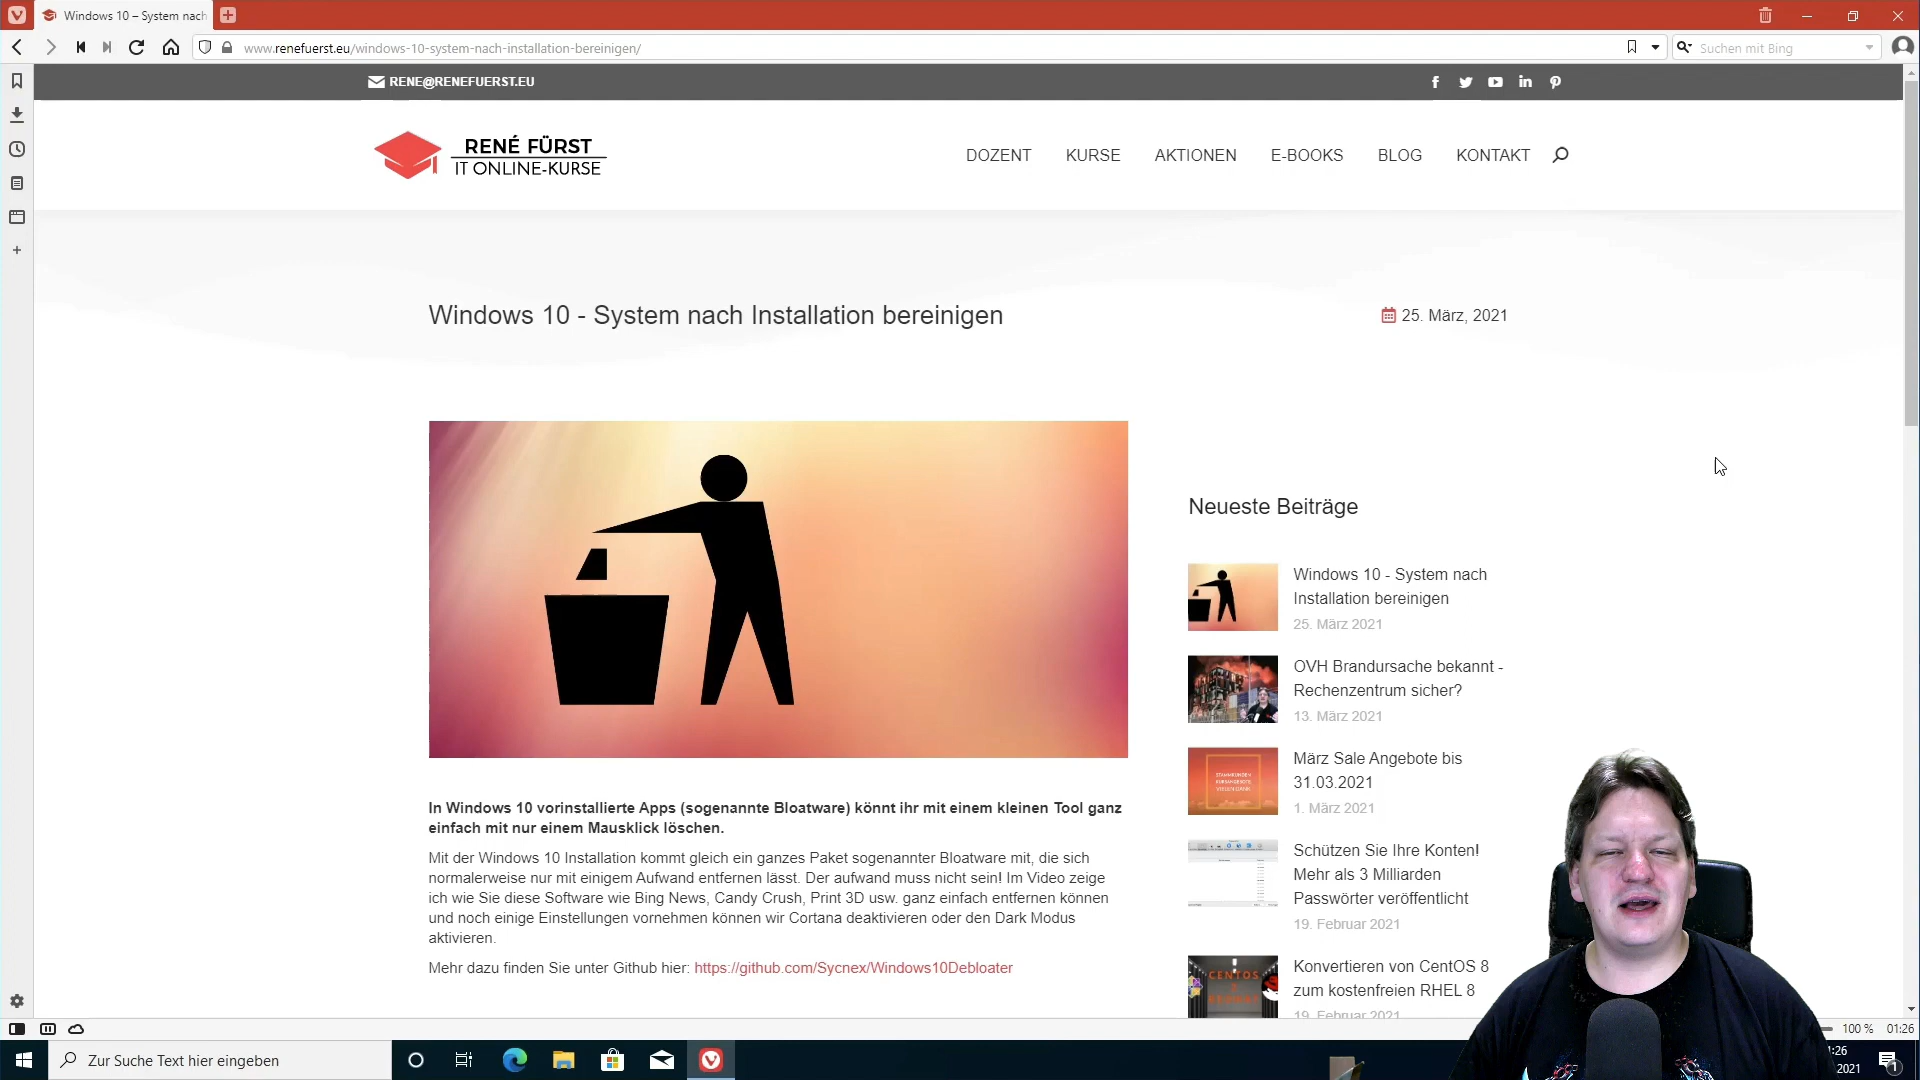 Windows 10 – System nach
www.renefuerst.eu/windows-10-system-nach-installation-bereinigen/
Suchen mit Bing
RENE@RENEFUERST.EU
RENÉ FÜRST
IT ONLINE-KURSE
DOZENT
KURSE
AKTIONEN
E-BOOKS
BLOG
KONTAKT
Windows 10 - System nach Installation bereinigen
25. März, 2021
Neueste Beiträge
Windows 10 - System nach
Installation bereinigen
25. März 2021
OVH Brandursache bekannt -
Rechenzentrum sicher?
13. März 2021
März Sale Angebote bis
31.03.2021
1. März 2021
Schützen Sie Ihre Konten!
Mehr als 3 Milliarden
Passwörter veröffentlicht
19. Februar 2021
CENTOS
Konvertieren von CentOS 8
zum kostenfreien RHEL 8
19. Februar 2021
In Windows 10 vorinstallierte Apps (sogenannte Bloatware) könnt ihr mit einem kleinen Tool ganz
einfach mit nur einem Mausklick löschen.
Mit der Windows 10 Installation kommt gleich ein ganzes Paket sogenannter Bloatware mit, die sich
normalerweise nur mit einigem Aufwand entfernen lässt. Der aufwand muss nicht sein! Im Video zeige
ich wie Sie diese Software wie Bing News, Candy Crush, Print 3D usw. ganz einfach entfernen können
und noch einige Einstellungen vornehmen können wir Cortana deaktivieren oder den Dark Modus
aktivieren.
Mehr dazu finden Sie unter Github hier: https://github.com/Sycnex/Windows10Debloater
100 %
01:26
Zur Suche Text hier eingeben
:26
2021
1